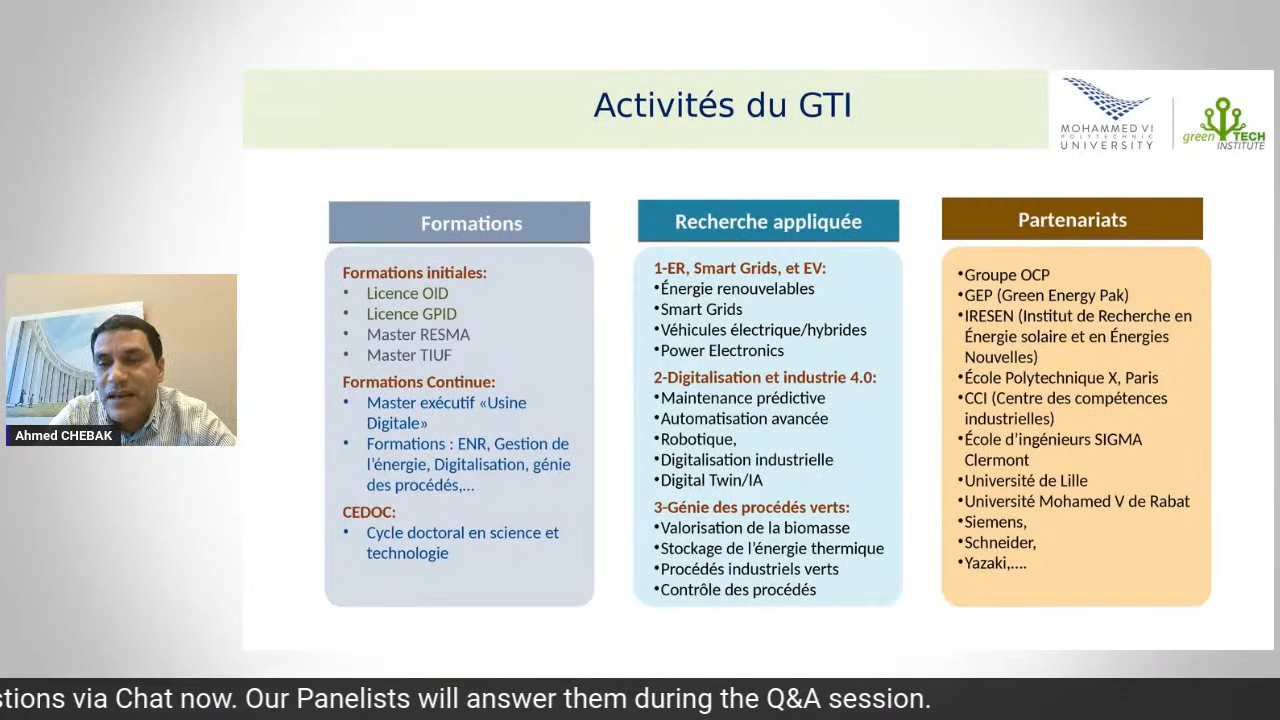 Activités du GTI
MOHAMMED VI
POLYTECHNIC
UNIVERSITY
green TECH
INSTITUTE
Formations
Formations initiales:
• Licence OID
• Licence GPID
• Master RESMA
• Master TIUF
Formations Continue:
• Master exécutif «Usine
Digitale»
• Formations : ENR, Gestion de
l’énergie, Digitalisation, génie
des procédés,...
CEDOC:
• Cycle doctoral en science et
technologie
Recherche appliquée
1-ER, Smart Grids, et EV:
•Énergie renouvelables
•Smart Grids
•Véhicules électrique/hybrides
•Power Electronics
2-Digitalisation et industrie 4.0:
•Maintenance prédictive
•Automatisation avancée
•Robotique,
•Digitalisation industrielle
•Digital Twin/IA
3-Génie des procédés verts:
•Valorisation de la biomasse
•Stockage de l’énergie thermique
•Procédés industriels verts
•Contrôle des procédés
Partenariats
•Groupe OCP
•GEP (Green Energy Pak)
•IRESEN (Institut de Recherche en
Énergie solaire et en Énergies
Nouvelles)
•École Polytechnique X, Paris
•CCI (Centre des compétences
industrielles)
•École d’ingénieurs SIGMA
Clermont
•Université de Lille
•Université Mohamed V de Rabat
•Siemens,
•Schneider,
•Yazaki,....
Ahmed CHEBAK
stions via Chat now. Our Panelists will answer them during the Q&A session.